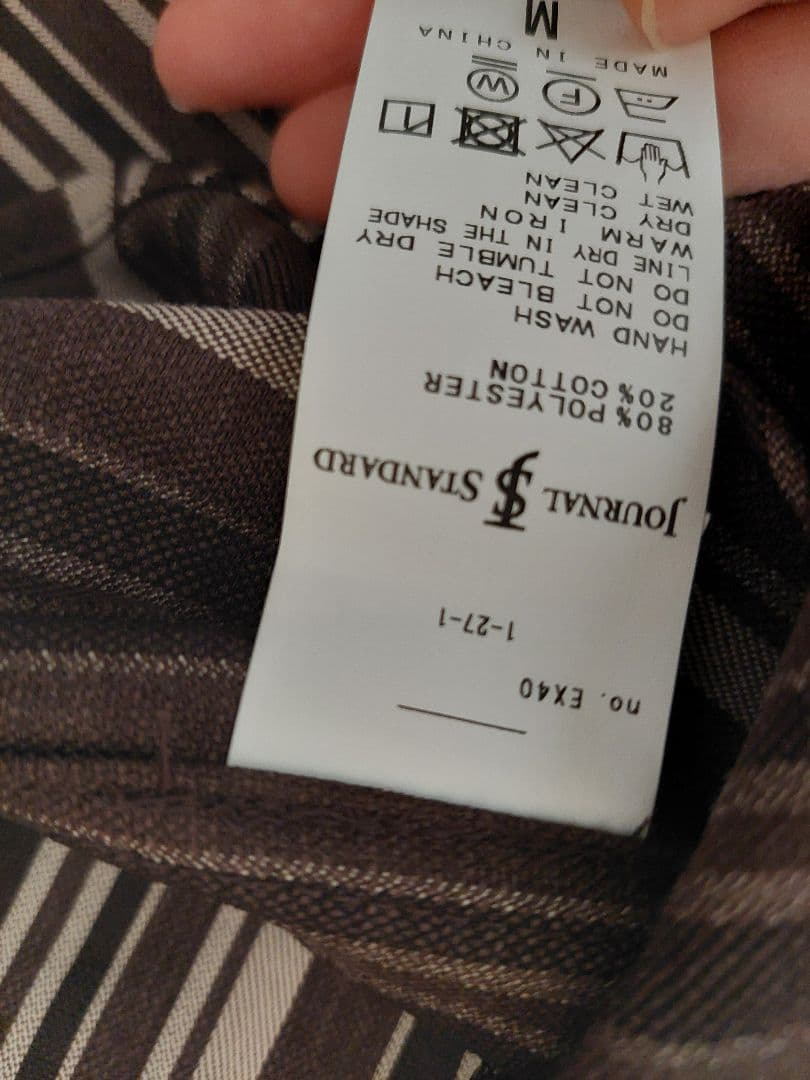 no. EX40
1-27-1
JOURNAL STANDARD
80% POLYESTER
20% COTTON
HAND WASH
DO NOT BLEACH
DO NOT TUMBLE DRY
LINE DRY IN THE SHADE
WARM IRON
DRY CLEAN
WET CLEAN
F W
MADE IN CHINA
M